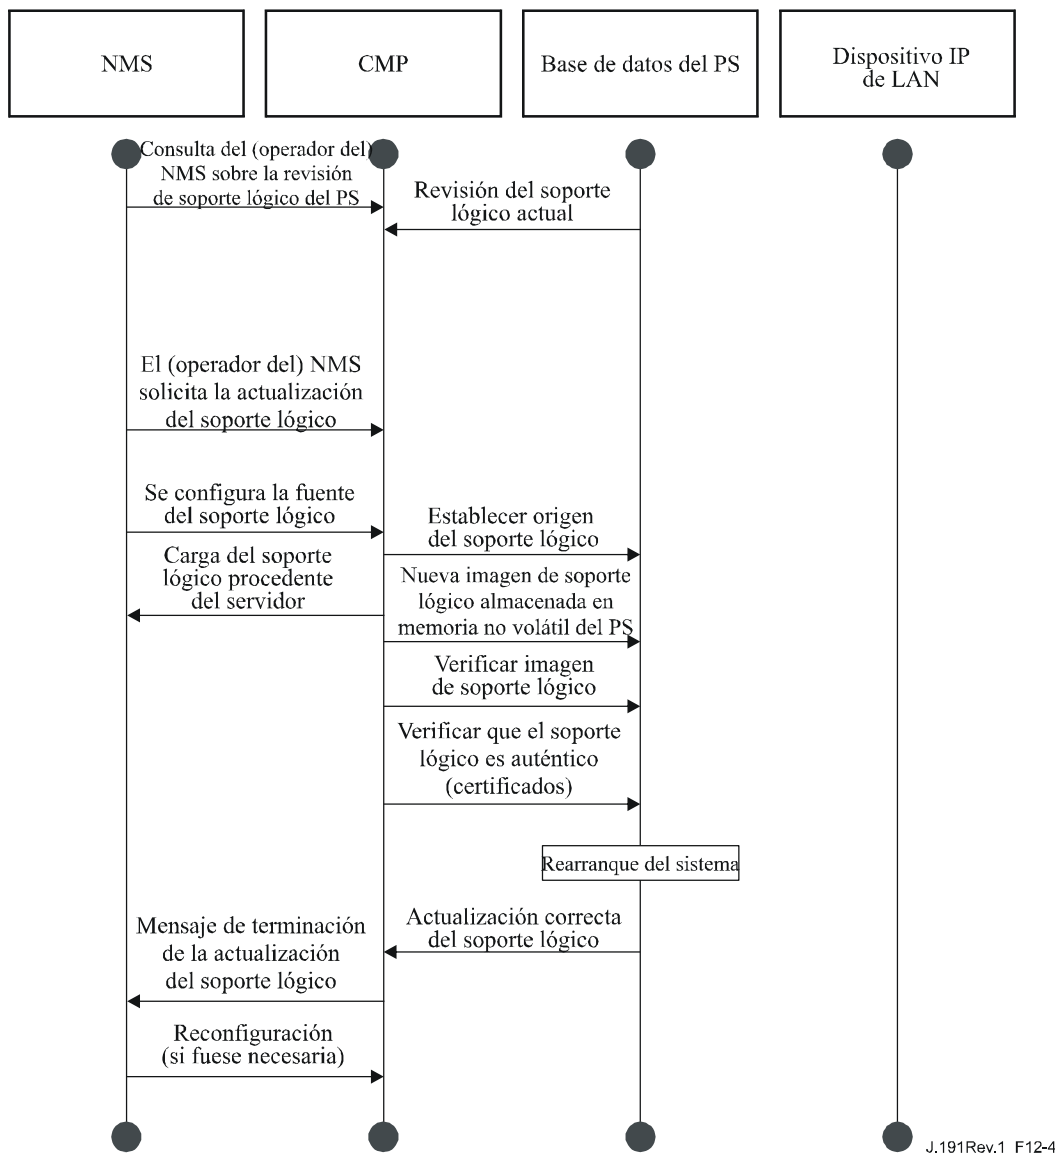 NMS
CMP
Base de datos del PS
Dispositivo IP
de LAN
Consulta del (operador del)
NMS sobre la revisión
de soporte lógico del PS
Revisión del soporte
lógico actual
El (operador del) NMS
solicita la actualización
del soporte lógico
Se configura la fuente
del soporte lógico
Establecer origen
del soporte lógico
Carga del soporte
lógico procedente
del servidor
Nueva imagen de soporte
lógico almacenada en
memoria no volátil del PS
Verificar imagen
de soporte lógico
Verificar que el soporte
lógico es auténtico
(certificados)
Rearranque del sistema
Actualización correcta
del soporte lógico
Mensaje de terminación
de la actualización
del soporte lógico
Reconfiguración
(si fuese necesaria)
J.191Rev.1_F12-4